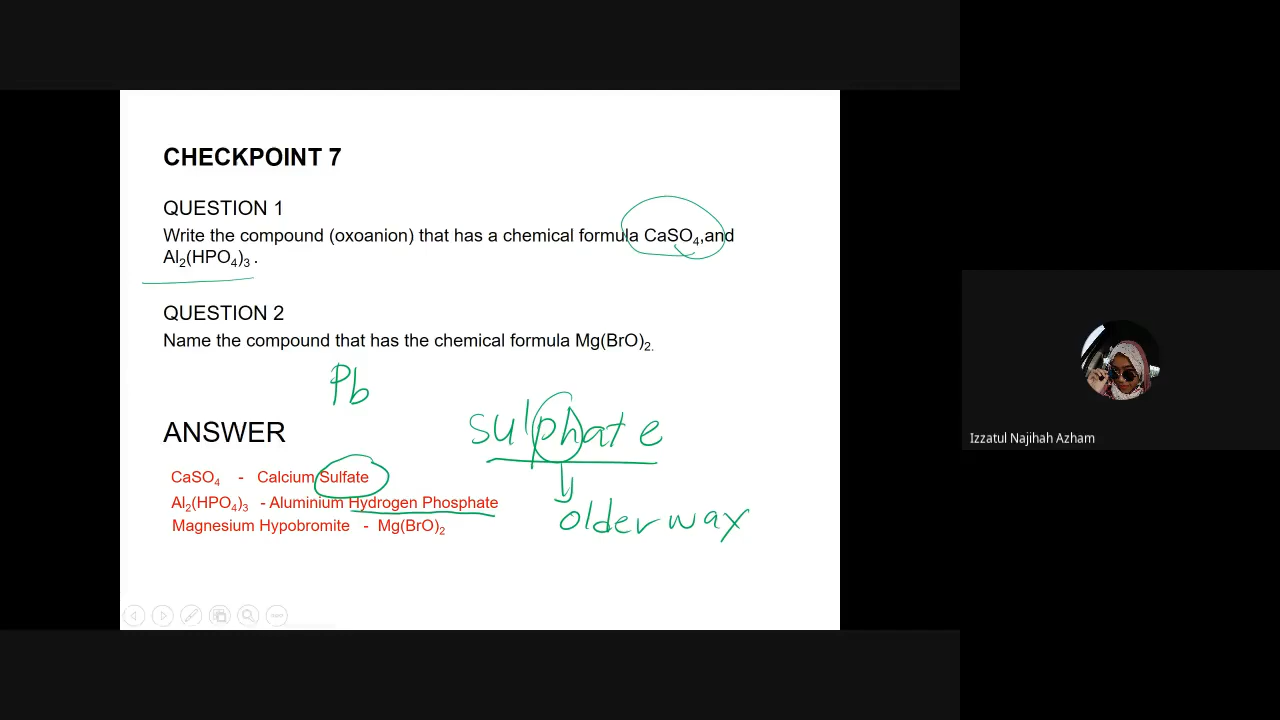 CHECKPOINT 7
QUESTION 1
Write the compound (oxoanion) that has a chemical formula CaSO₄,and
Al₂(HPO₄)₃ .
QUESTION 2
Name the compound that has the chemical formula Mg(BrO)₂.
Pb
sulphate
older way
ANSWER
CaSO₄ - Calcium Sulfate
Al₂(HPO₄)₃ - Aluminium Hydrogen Phosphate
Magnesium Hypobromite - Mg(BrO)₂
Izzatul Najihah Azham